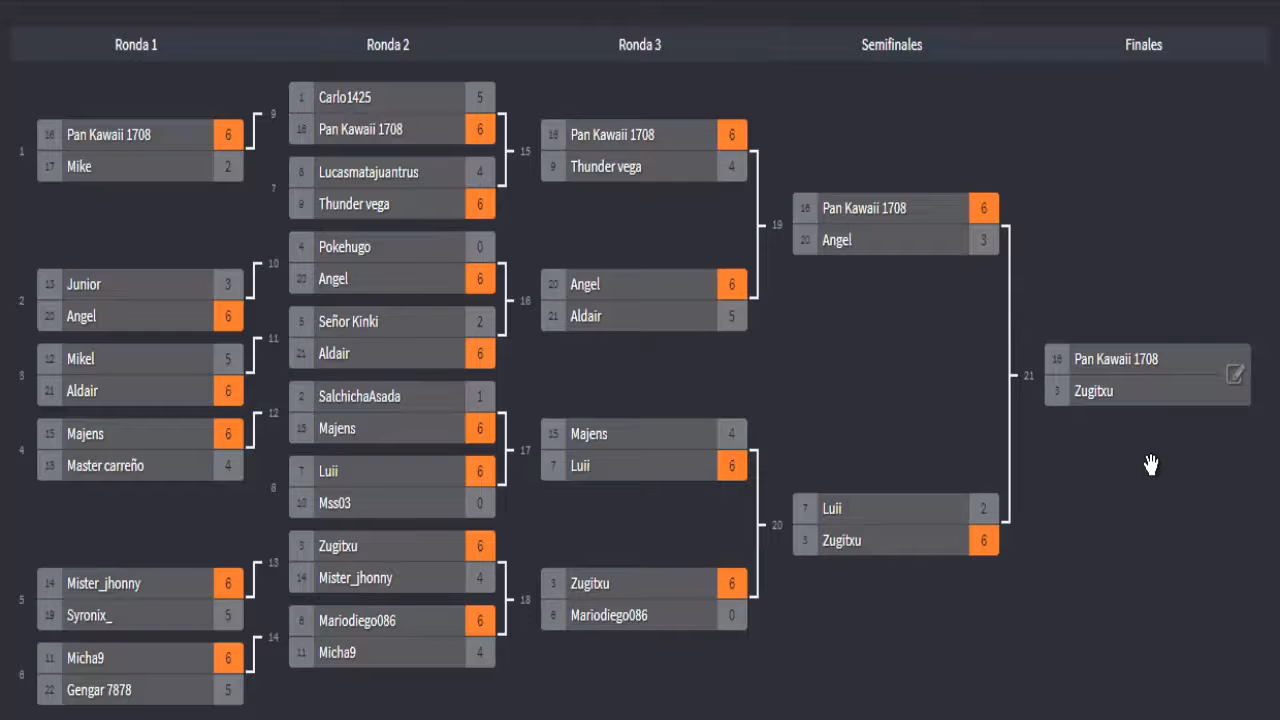 Ronda 1 Ronda 2 Ronda 3 Semifinales Finales
1
16 Pan Kawaii 1708 6
17 Mike 2
2
13 Junior 3
20 Angel 6
3
12 Mikel 5
21 Aldair 6
4
15 Majens 6
18 Master carreño 4
5
14 Mister_jhonny 6
19 Syronix_ 5
6
11 Micha9 6
22 Gengar 7878 5
9
1 Carlo1425 5
16 Pan Kawaii 1708 6
7
8 Lucasmatajuantrus 4
9 Thunder vega 6
10
4 Pokehugo 0
20 Angel 6
11
5 Señor Kinki 2
21 Aldair 6
12
2 SalchichaAsada 1
15 Majens 6
8
7 Luii 6
10 Mss03 0
13
3 Zugitxu 6
14 Mister_jhonny 4
14
6 Mariodiego086 6
11 Micha9 4
15
16 Pan Kawaii 1708 6
9 Thunder vega 4
16
20 Angel 6
21 Aldair 5
17
15 Majens 4
7 Luii 6
18
3 Zugitxu 6
6 Mariodiego086 0
19
16 Pan Kawaii 1708 6
20 Angel 3
20
7 Luii 2
3 Zugitxu 6
21
16 Pan Kawaii 1708
3 Zugitxu